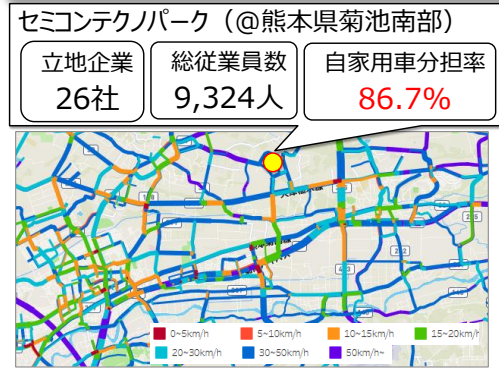 セミコンテクノパーク（@熊本県菊池南部）
立地企業
26社
総従業員数
9,324人
自家用車分担率
86.7%
0~5km/h
5~10km/h
10~15km/h
15~20km/h
20~30km/h
30~50km/h
50km/h~